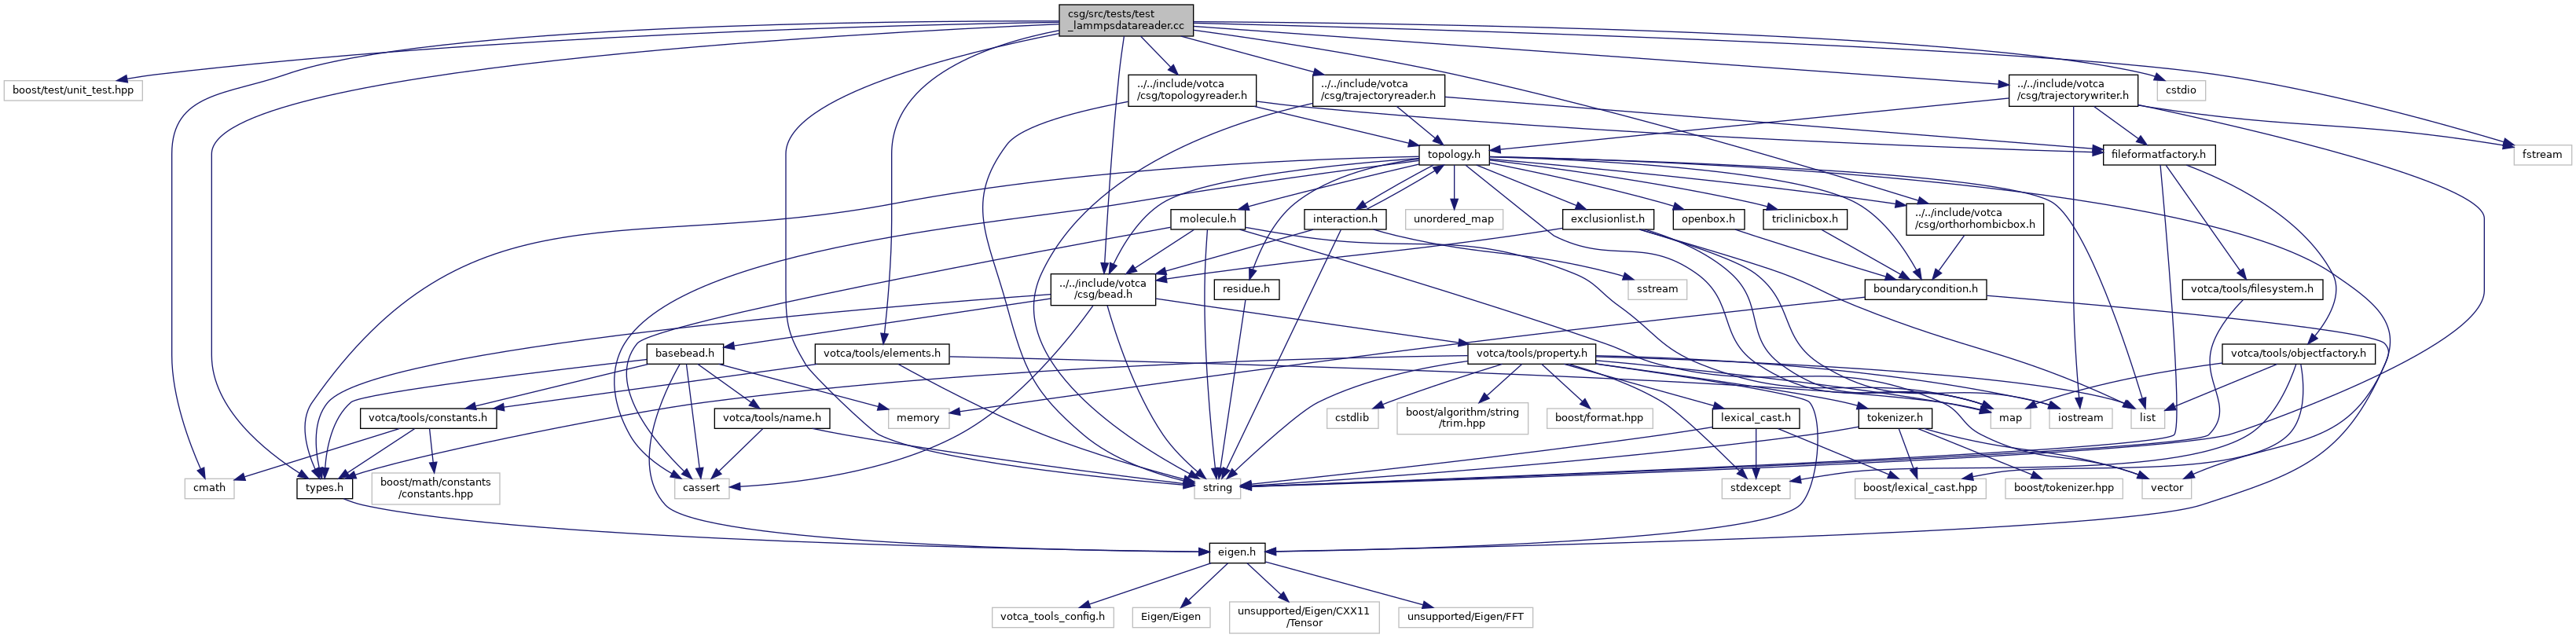 csg/src/tests/test
_lammpsdatareader.cc
boost/test/unit_test.hpp
../../include/votca
/csg/topologyreader.h
../../include/votca
/csg/trajectoryreader.h
../../include/votca
/csg/trajectorywriter.h
cstdio
topology.h
fileformatfactory.h
fstream
molecule.h
interaction.h
unordered_map
exclusionlist.h
openbox.h
triclinicbox.h
../../include/votca
/csg/orthorhombicbox.h
../../include/votca
/csg/bead.h
residue.h
sstream
boundarycondition.h
votca/tools/filesystem.h
basebead.h
votca/tools/elements.h
votca/tools/property.h
votca/tools/objectfactory.h
votca/tools/constants.h
votca/tools/name.h
memory
cstdlib
boost/algorithm/string
/trim.hpp
boost/format.hpp
lexical_cast.h
tokenizer.h
map
iostream
list
cmath
types.h
boost/math/constants
/constants.hpp
cassert
string
stdexcept
boost/lexical_cast.hpp
boost/tokenizer.hpp
vector
eigen.h
votca_tools_config.h
Eigen/Eigen
unsupported/Eigen/CXX11
/Tensor
unsupported/Eigen/FFT